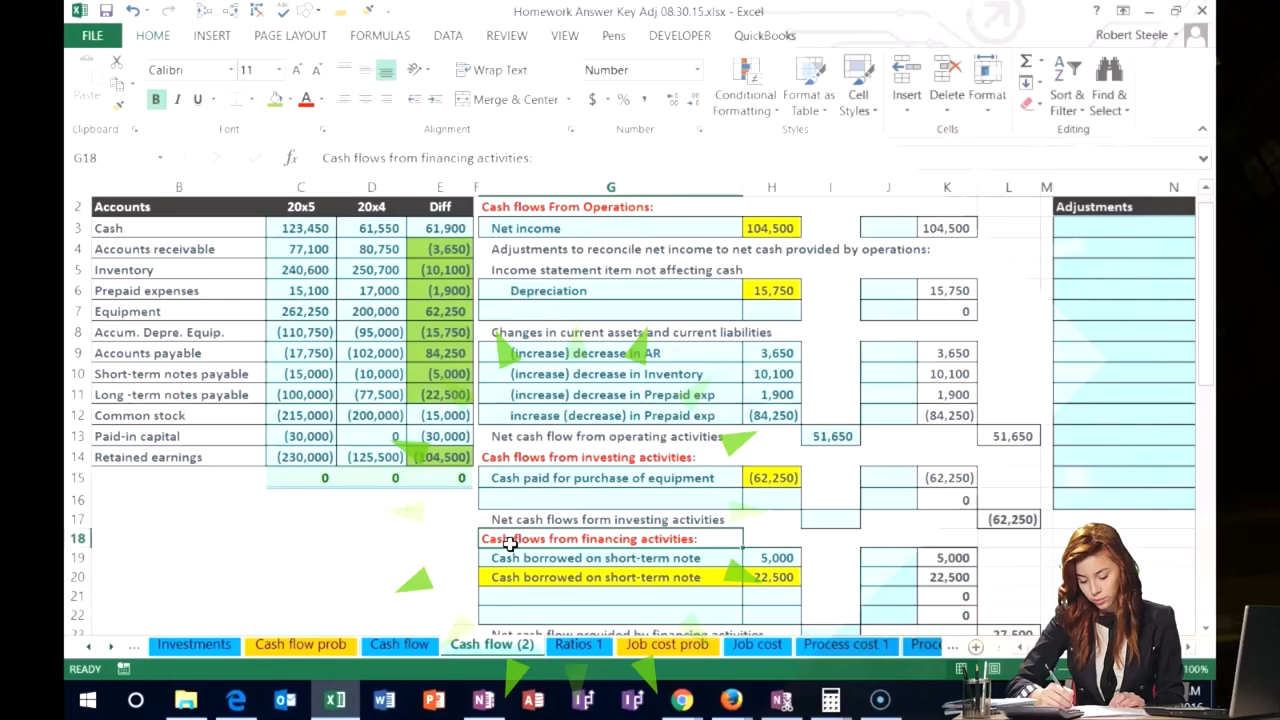 Homework Answer Key Adj 08.30.15.xlsx - Excel
FILE HOME INSERT PAGE LAYOUT FORMULAS DATA REVIEW VIEW Pens DEVELOPER QuickBooks Robert Steele
Calibri 11 Wrap Text Number
Paste B I U Merge & Center $ % , Conditional Formatting Format as Table Cell Styles Insert Delete Format Sort & Filter Find & Select
Clipboard Font Alignment Number Styles Cells Editing
G18 fx Cash flows from financing activities:
B C D E F G H I J K L M N
2 Accounts 20x5 20x4 Diff Cash flows From Operations: Adjustments
3 Cash 123,450 61,550 61,900 Net income 104,500 104,500
4 Accounts receivable 77,100 80,750 (3,650) Adjustments to reconcile net income to net cash provided by operations:
5 Inventory 240,600 250,700 (10,100) Income statement item not affecting cash
6 Prepaid expenses 15,100 17,000 (1,900) Depreciation 15,750 15,750
7 Equipment 262,250 200,000 62,250 0
8 Accum. Depre. Equip. (110,750) (95,000) (15,750) Changes in current assets and current liabilities
9 Accounts payable (17,750) (102,000) 84,250 (increase) decrease in AR 3,650 3,650
10 Short-term notes payable (15,000) (10,000) (5,000) (increase) decrease in Inventory 10,100 10,100
11 Long -term notes payable (100,000) (77,500) (22,500) (increase) decrease in Prepaid exp 1,900 1,900
12 Common stock (215,000) (200,000) (15,000) increase (decrease) in Prepaid exp (84,250) (84,250)
13 Paid-in capital (30,000) 0 (30,000) Net cash flow from operating activities 51,650 51,650
14 Retained earnings (230,000) (125,500) (104,500) Cash flows from investing activities:
15 0 0 0 Cash paid for purchase of equipment (62,250) (62,250)
16 0
17 Net cash flows form investing activities (62,250)
18 Cash flows from financing activities:
19 Cash borrowed on short-term note 5,000 5,000
20 Cash borrowed on short-term note 22,500 22,500
21 0
22 0
23 Net cash flow provided by financing activities 27,500
... Investments Cash flow prob Cash flow Cash flow (2) Ratios 1 Job cost prob Job cost Process cost 1 Proc ...
READY 100%